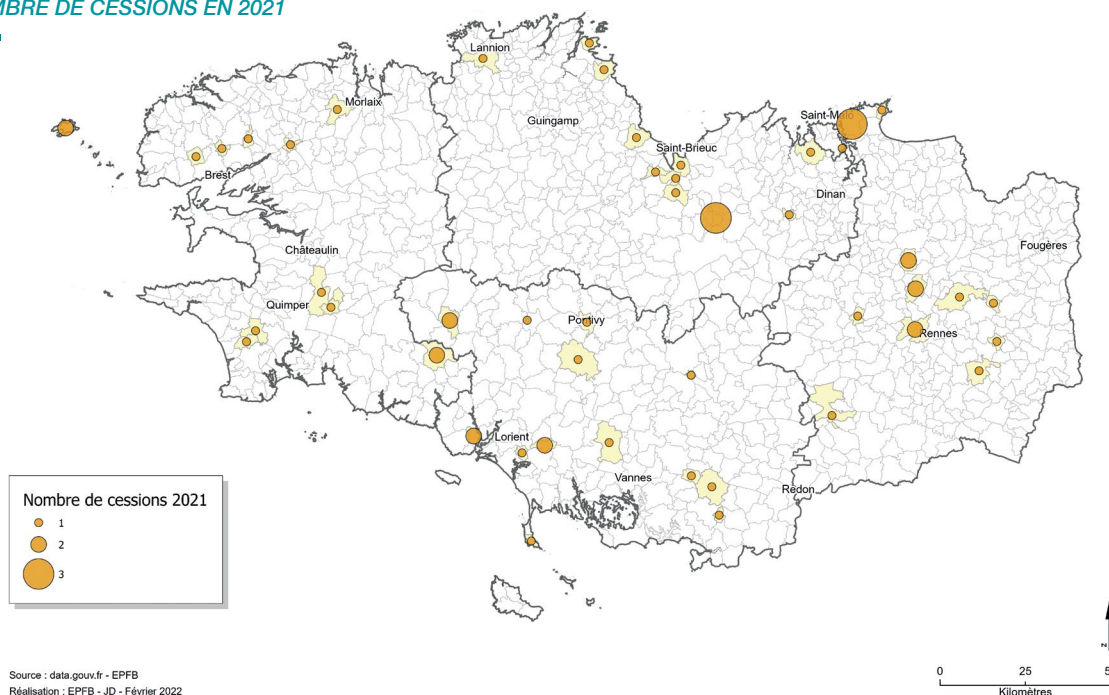 MBRE DE CESSIONS EN 2021
Lannion
Morlaix
Guingamp
Saint-Malo
Saint-Brieuc
Brest
Dinan
Châteaulin
Fougères
Quimper
Pontivy
Rennes
Lorient
Vannes
Redon
Nombre de cessions 2021
1
2
3
Source : data.gouv.fr - EPFB
Réalisation : EPFB - JD - Février 2022
N
0 25 5
Kilomètres